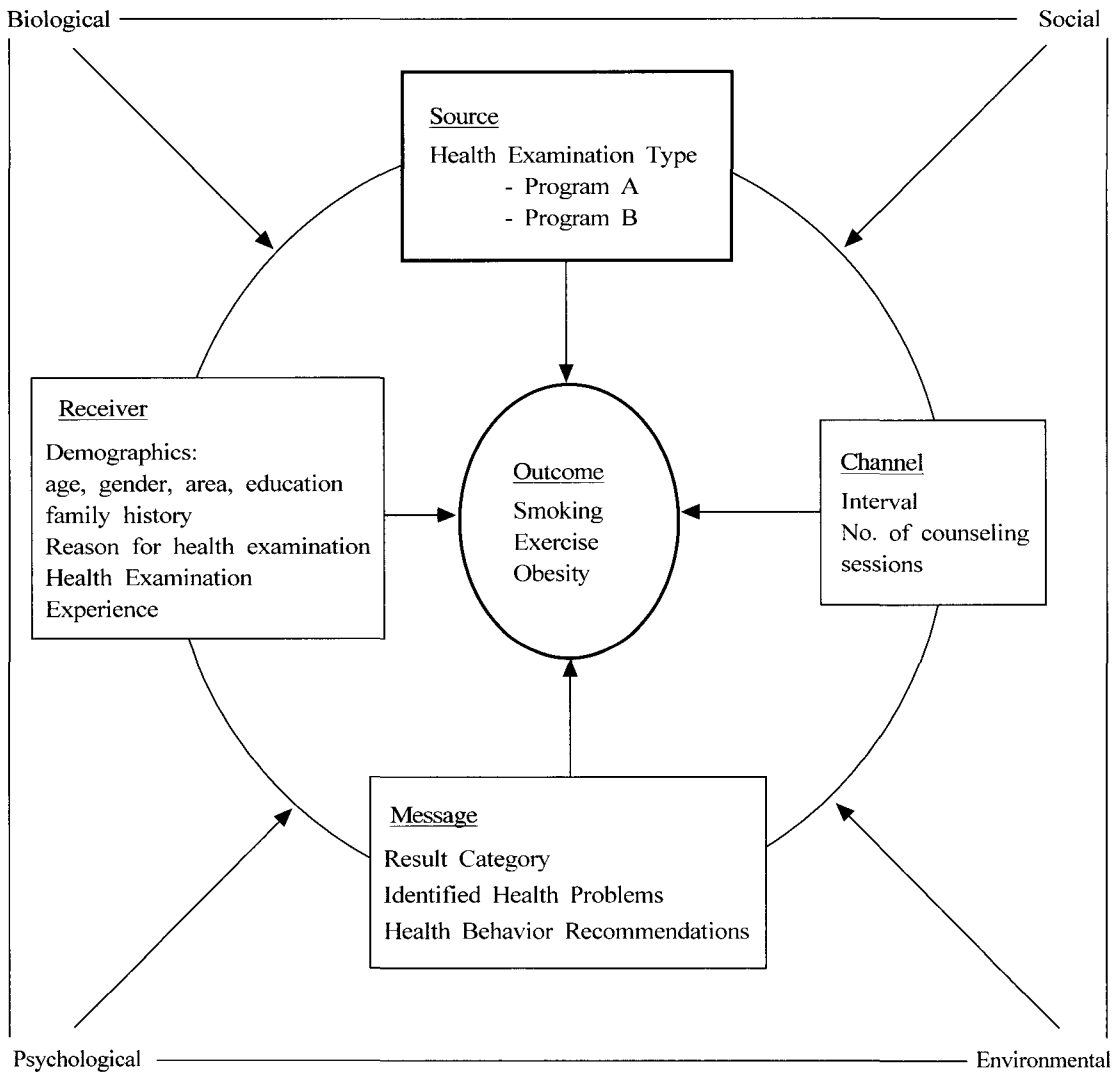 Biological
Social
Source
Health Examination Type
- Program A
- Program B
Receiver
Demographics:
age, gender, area, education
family history
Reason for health examination
Health Examination
Experience
Outcome
Smoking
Exercise
Obesity
Channel
Interval
No. of counseling
sessions
Message
Result Category
Identified Health Problems
Health Behavior Recommendations
Psychological
Environmental